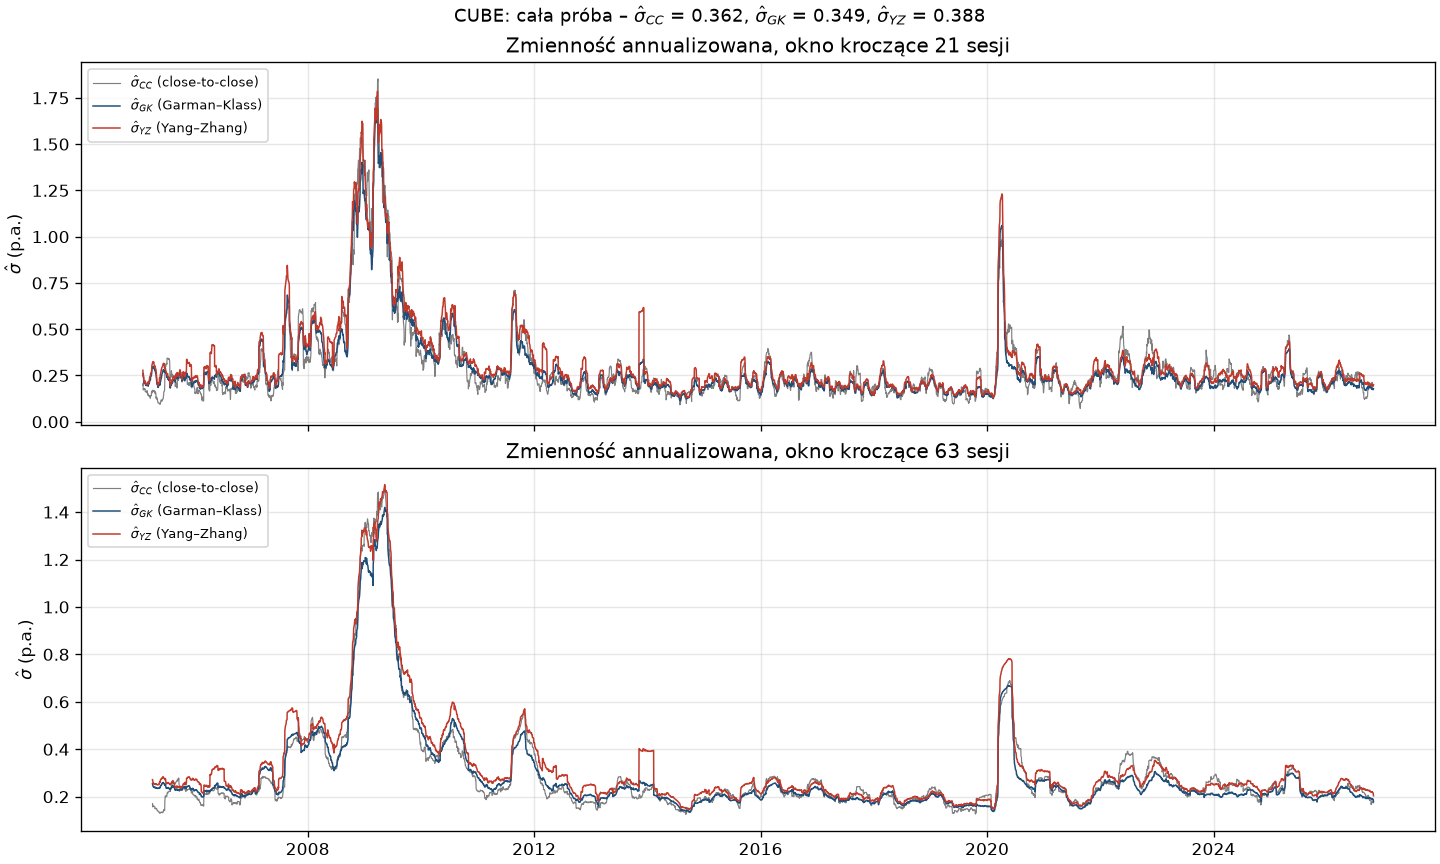 CUBE: cała próba – σ̂CC = 0.362, σ̂GK = 0.349, σ̂YZ = 0.388
Zmienność annualizowana, okno kroczące 21 sesji
σ̂CC (close-to-close)
σ̂GK (Garman–Klass)
σ̂YZ (Yang–Zhang)
σ̂ (p.a.)
1.75
1.50
1.25
1.00
0.75
0.50
0.25
0.00
Zmienność annualizowana, okno kroczące 63 sesji
σ̂CC (close-to-close)
σ̂GK (Garman–Klass)
σ̂YZ (Yang–Zhang)
σ̂ (p.a.)
1.4
1.2
1.0
0.8
0.6
0.4
0.2
2008 2012 2016 2020 2024